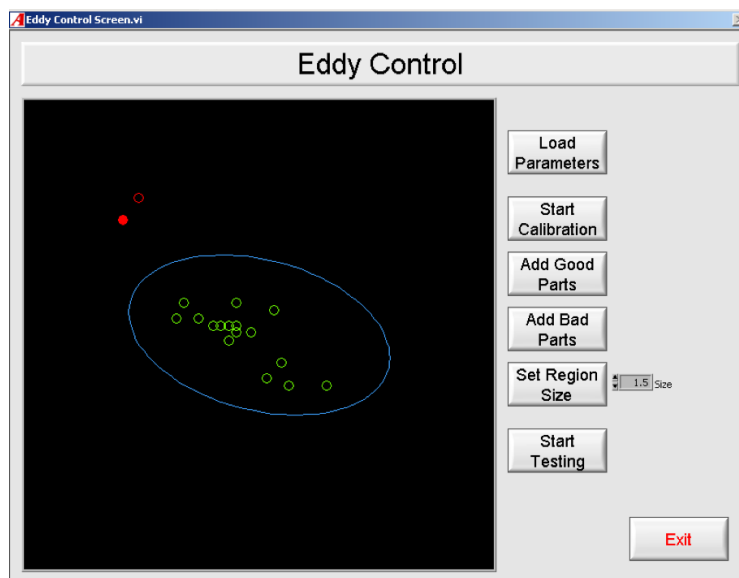 Eddy Control Screen.vi
Eddy Control
Load
Parameters
Start
Calibration
Add Good
Parts
Add Bad
Parts
Set Region
Size
1.5 Size
Start
Testing
Exit